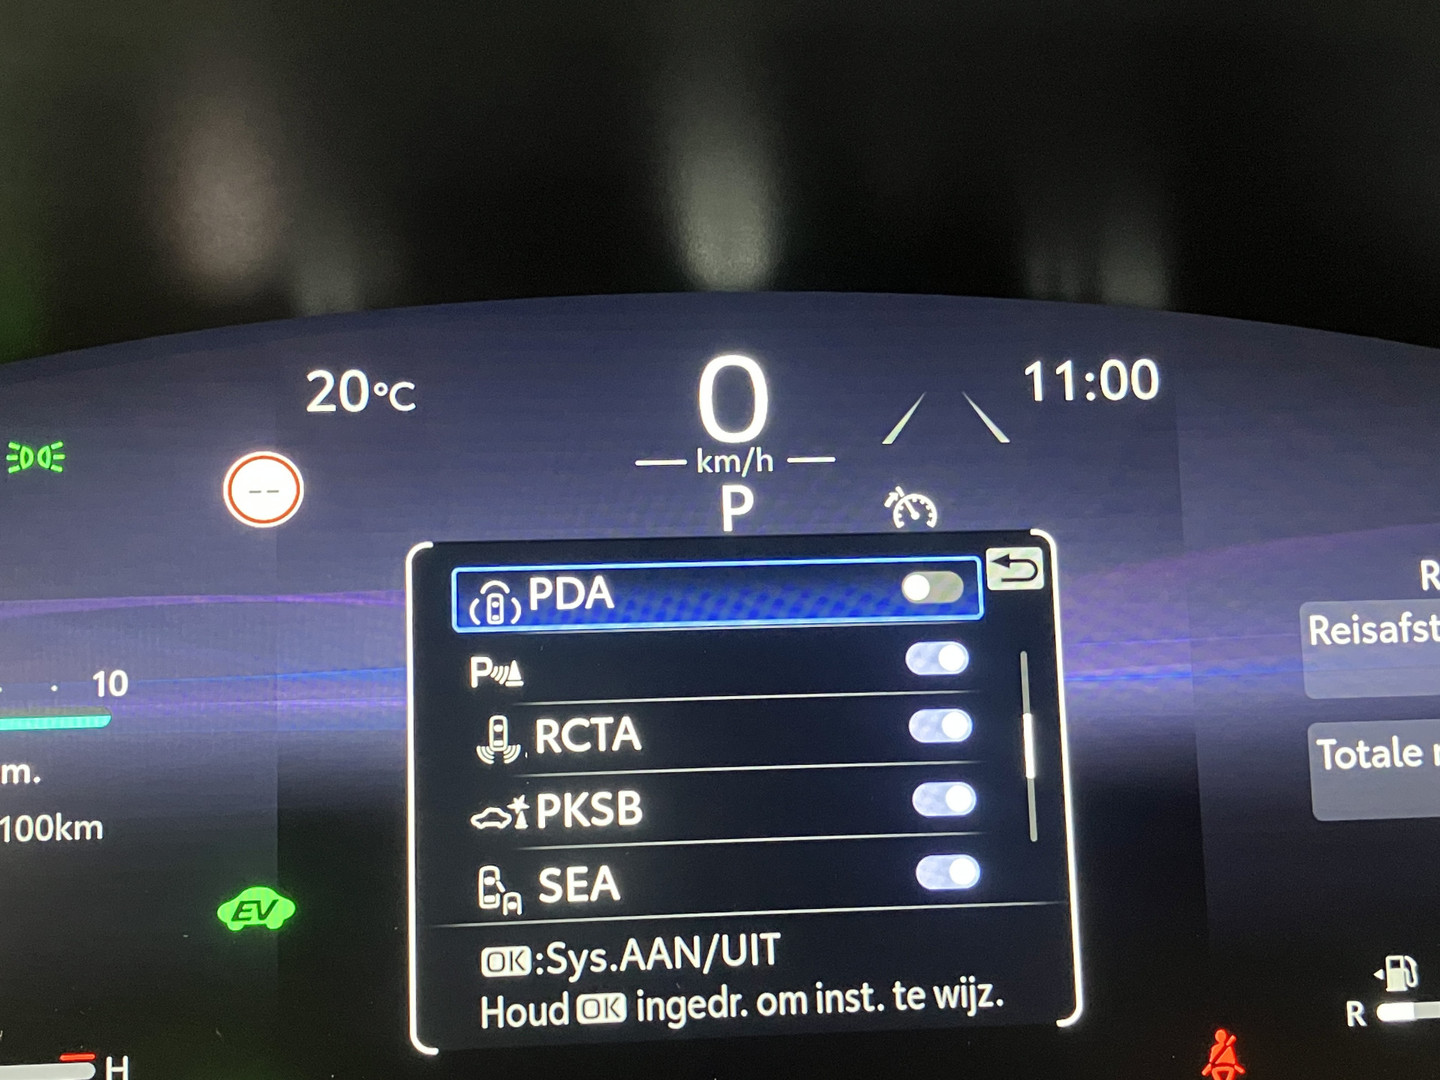 20°C
0
11:00
km/h
--
P
PDA
P
RCTA
PKSB
SEA
OK:Sys.AAN/UIT
Houd OK ingedr. om inst. te wijz.
10
m.
100km
EV
H
R
Reisafst
Totale
R